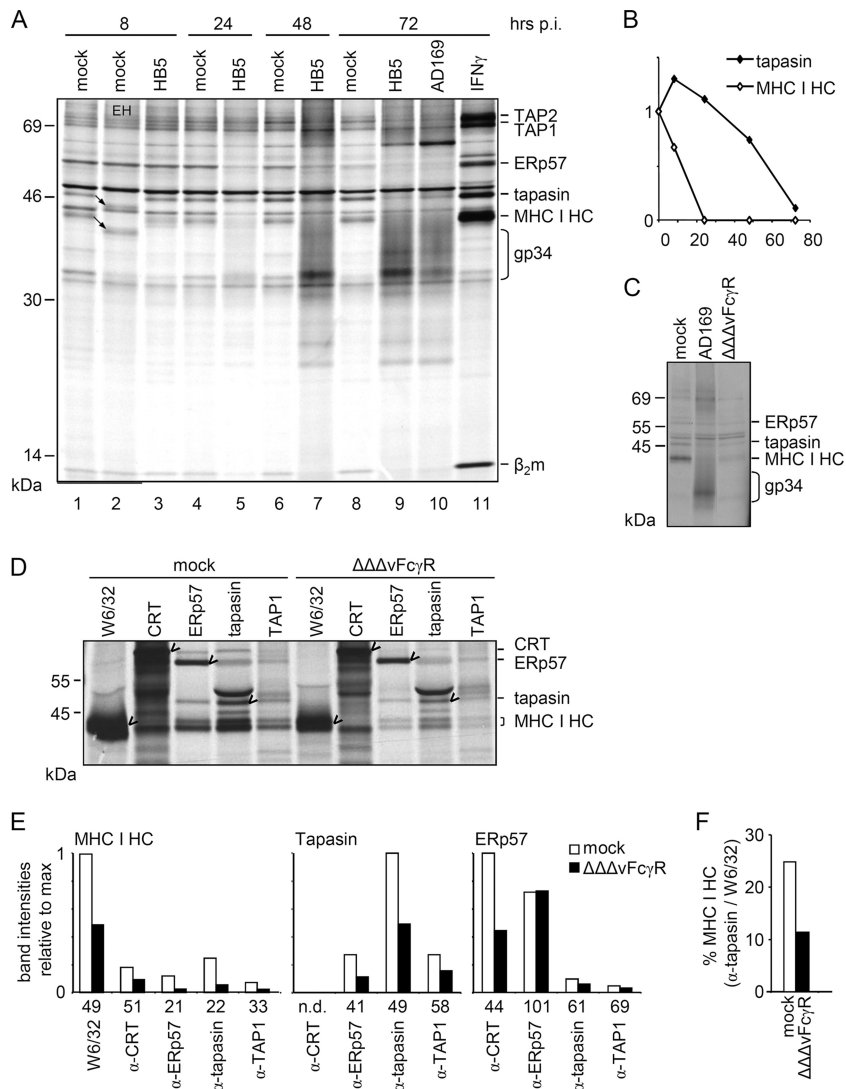 A
8 24 48 72 hrs p.i.
mock mock HB5 mock HB5 mock HB5 mock HB5 AD169 IFNγ
EH
TAP2
69
TAP1
ERp57
46
tapasin
MHC I HC
gp34
30
14
β2m
kDa
1 2 3 4 5 6 7 8 9 10 11
B
tapasin
MHC I HC
1
0
0 20 40 60 80
C
mock AD169 ΔΔΔvFcγR
69
55
45
ERp57
tapasin
MHC I HC
gp34
kDa
D
mock ΔΔΔvFcγR
W6/32 CRT ERp57 tapasin TAP1 W6/32 CRT ERp57 tapasin TAP1
CRT
ERp57
55
tapasin
45
MHC I HC
kDa
E
MHC I HC Tapasin ERp57
mock
ΔΔΔvFcγR
band intensities
relative to max
1
0
49 51 21 22 33 n.d. 41 49 58 44 101 61 69
W6/32 α-CRT α-ERp57 α-tapasin α-TAP1 α-CRT α-ERp57 α-tapasin α-TAP1 α-CRT α-ERp57 α-tapasin α-TAP1
F
% MHC I HC
(α-tapasin / W6/32)
30
20
10
0
mock
ΔΔΔvFcγR